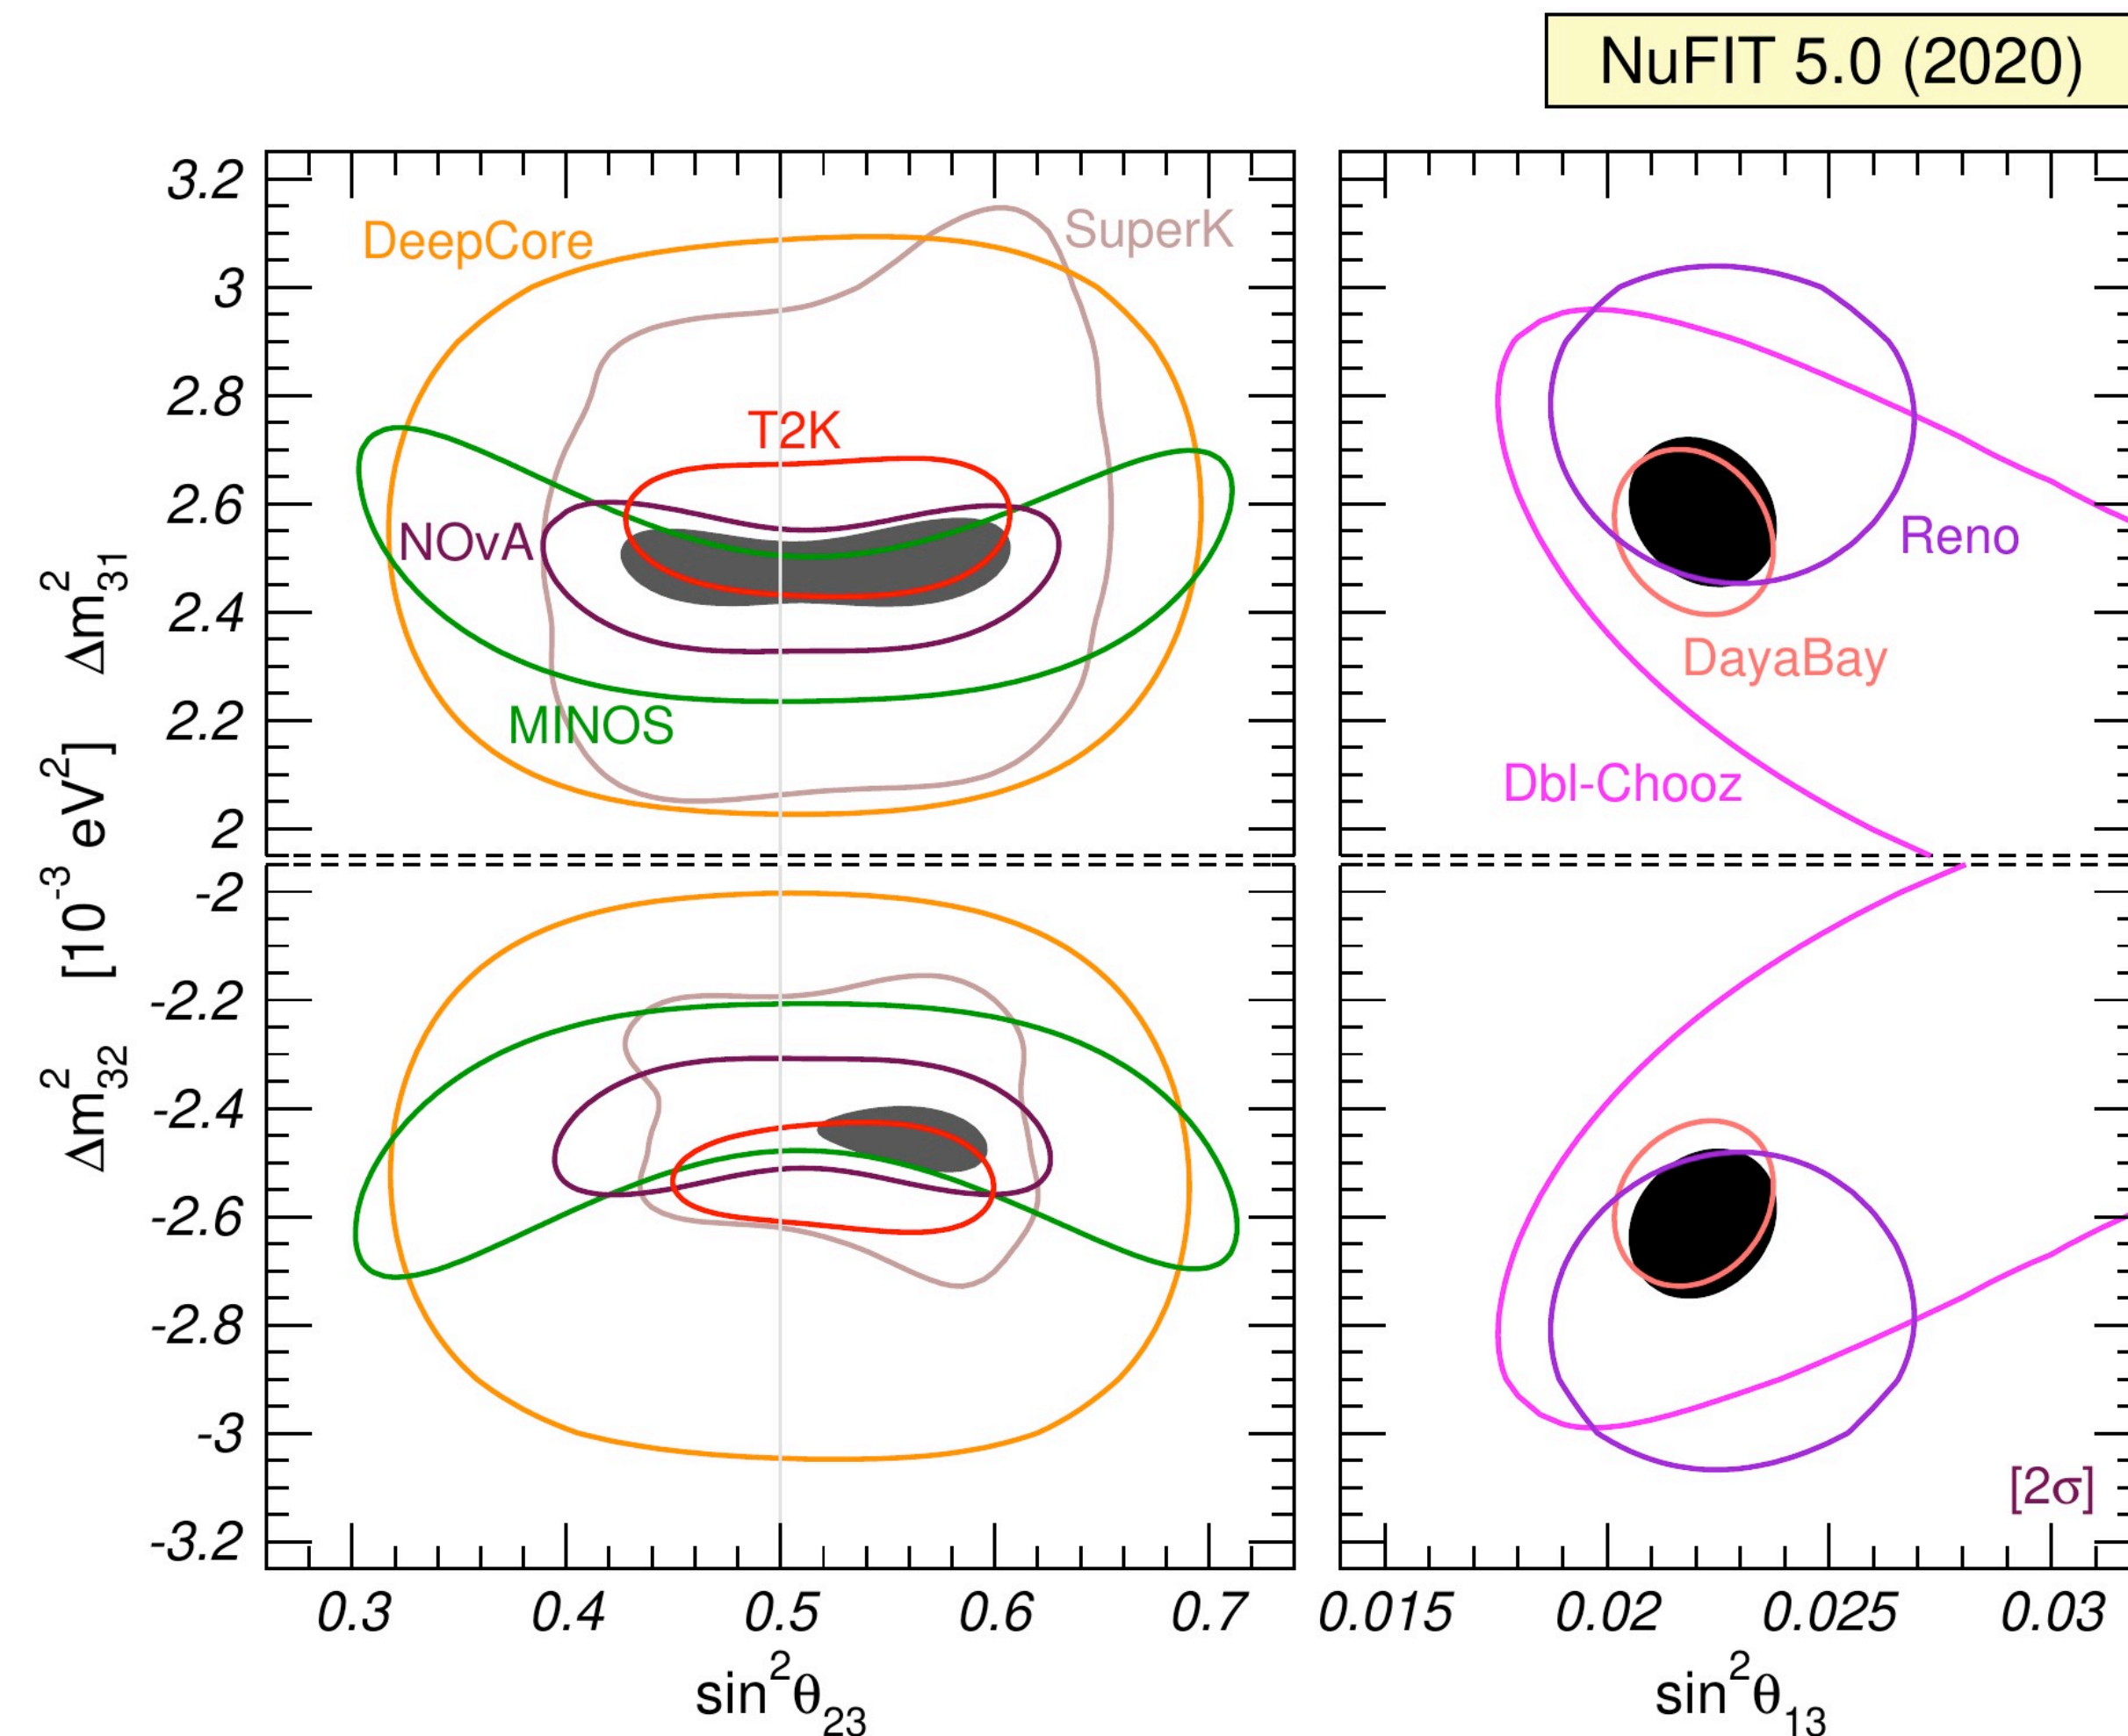 NuFIT 5.0 (2020)
DeepCore
SuperK
T2K
NOvA
MINOS
Reno
DayaBay
Dbl-Chooz
3.2
3
2.8
2.6
2.4
2.2
2
-2
-2.2
-2.4
-2.6
-2.8
-3
-3.2
Δm²₃₂ [10⁻³ eV²] Δm²₃₁
[2σ]
0.3 0.4 0.5 0.6 0.7
0.015 0.02 0.025 0.03
sin²θ₂₃
sin²θ₁₃